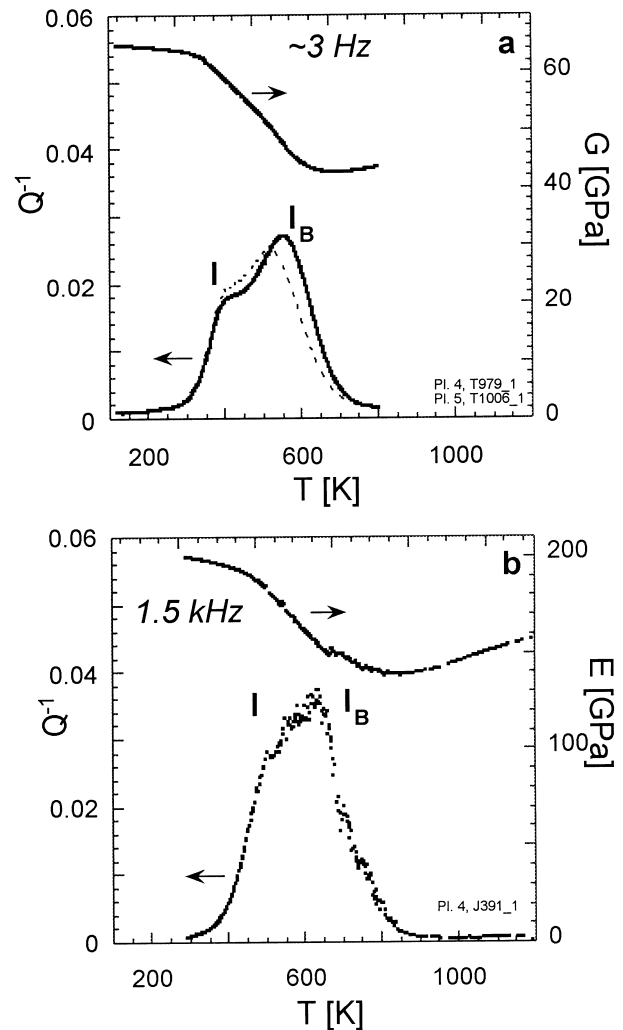 0.06
~3 Hz
a
60
0.04
40
Q-1
G [GPa]
I
IB
0.02
20
Pl. 4, T979_1
Pl. 5, T1006_1
0
0
200
600
1000
T [K]
0.06
200
b
1.5 kHz
0.04
Q-1
E [GPa]
I
IB
100
0.02
Pl. 4, J391_1
0
0
200
600
1000
T [K]